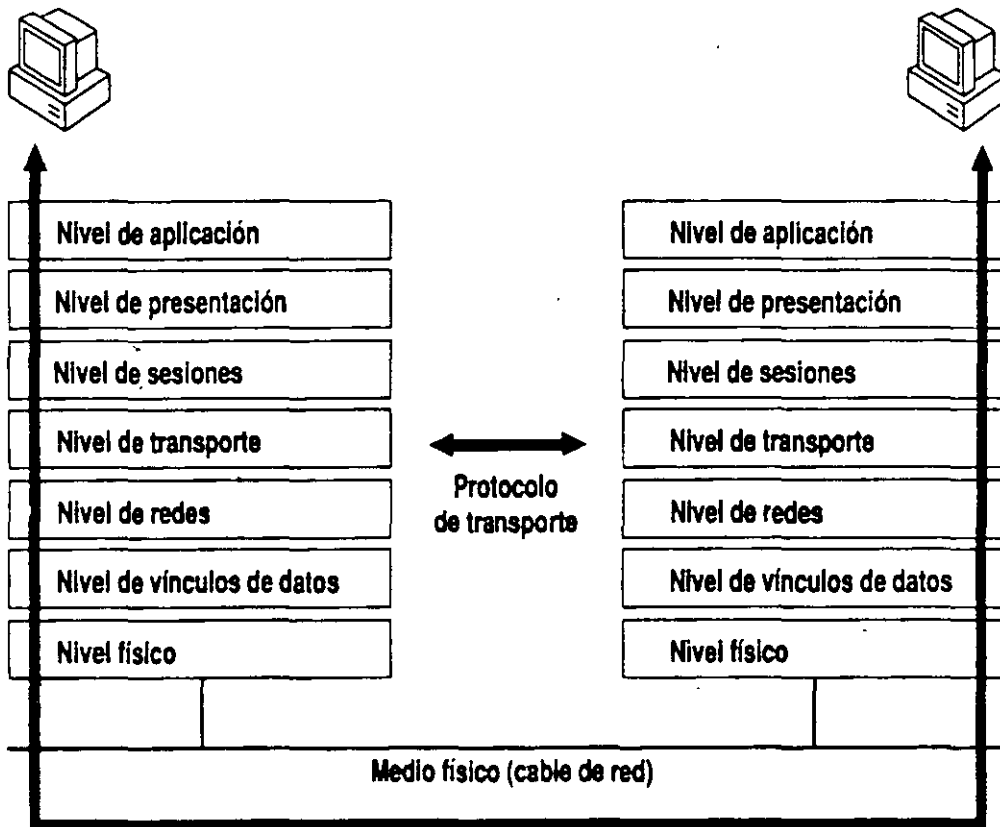 Nivel de aplicación
Nivel de presentación
Nivel de sesiones
Nivel de transporte
Nivel de redes
Nivel de vínculos de datos
Nivel físico
Protocolo
de transporte
Nivel de aplicación
Nivel de presentación
Nivel de sesiones
Nivel de transporte
Nivel de redes
Nivel de vínculos de datos
Nivel físico
Medio físico (cable de red)